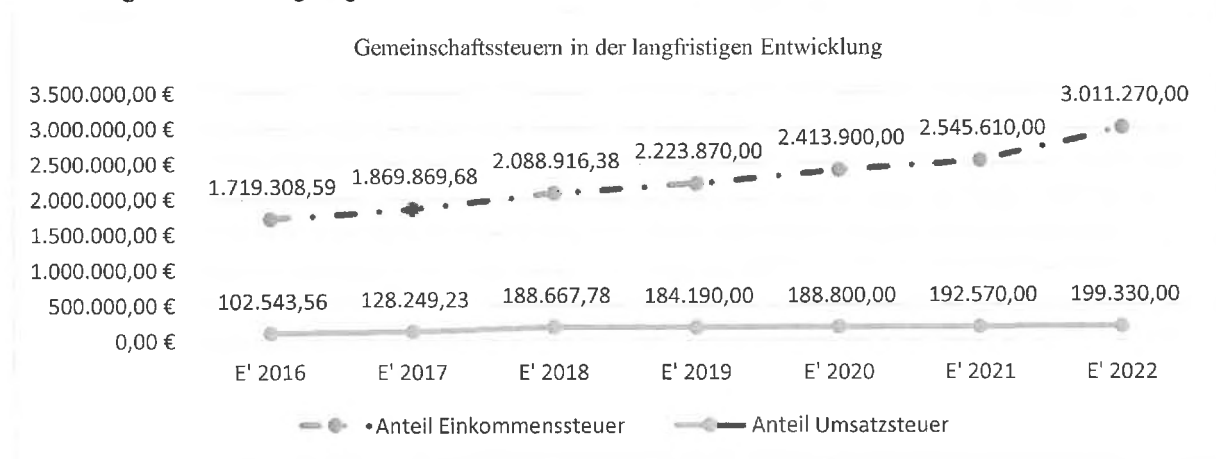 Gemeinschaftssteuern in der langfristigen Entwicklung
3.500.000,00 €
3.000.000,00 €
2.500.000,00 €
2.000.000,00 €
1.500.000,00 €
1.000.000,00 €
500.000,00 €
0,00 €
1.719.308,59 1.869.869,68 2.088.916,38 2.223.870,00 2.413.900,00 2.545.610,00 3.011.270,00
102.543,56 128.249,23 188.667,78 184.190,00 188.800,00 192.570,00 199.330,00
E' 2016 E' 2017 E' 2018 E' 2019 E' 2020 E' 2021 E' 2022
Anteil Einkommenssteuer Anteil Umsatzsteuer